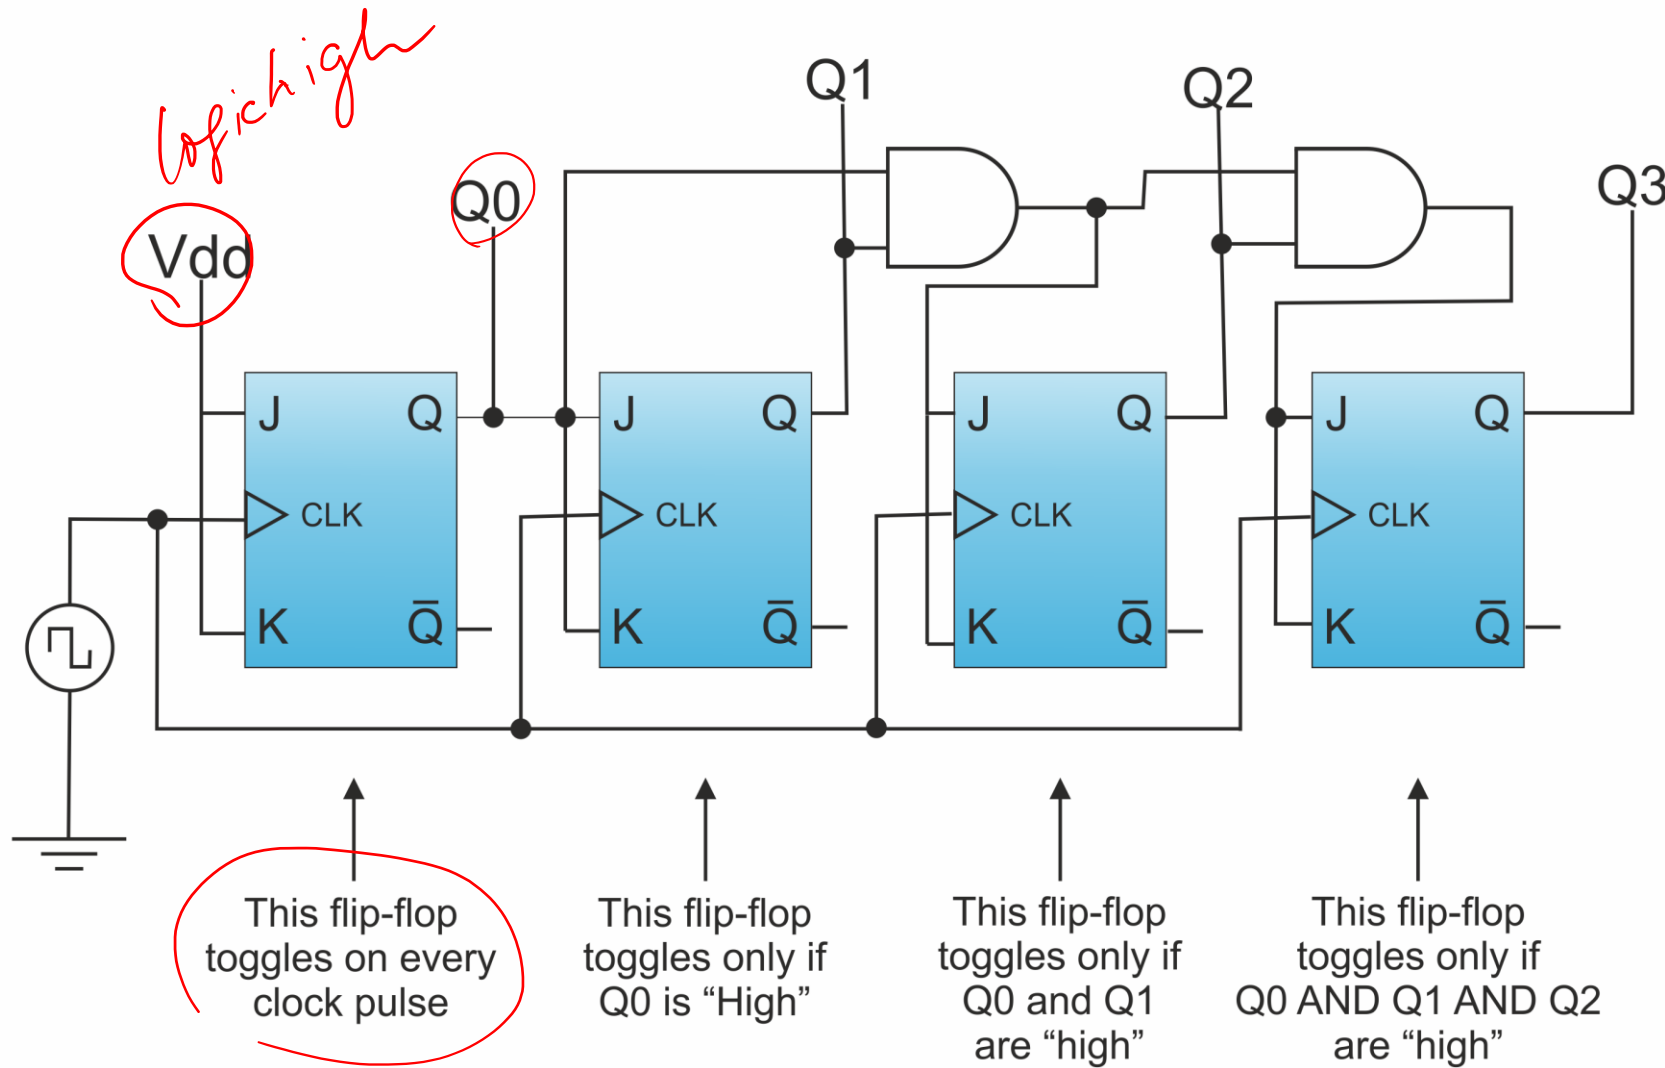 Logic high
Q1
Q2
Q3
Q0
Vdd
J Q
J Q
J Q
J Q
CLK
CLK
CLK
CLK
K Q̅
K Q̅
K Q̅
K Q̅
This flip-flop
toggles on every
clock pulse
This flip-flop
toggles only if
Q0 is “High”
This flip-flop
toggles only if
Q0 and Q1
are “high”
This flip-flop
toggles only if
Q0 AND Q1 AND Q2
are “high”